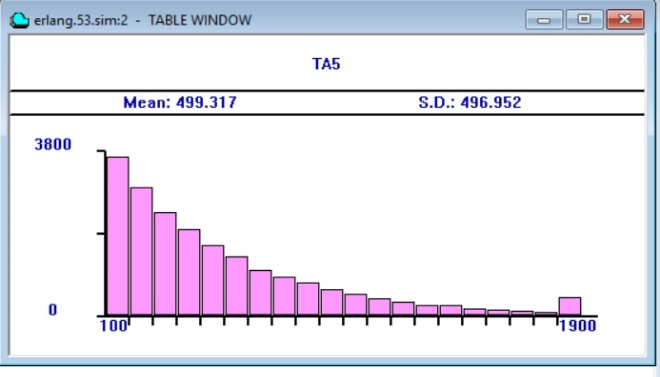 erlang.53.sim:2 - TABLE WINDOW
TA5
Mean: 499.317 S.D.: 496.952
3800
0
100 1900